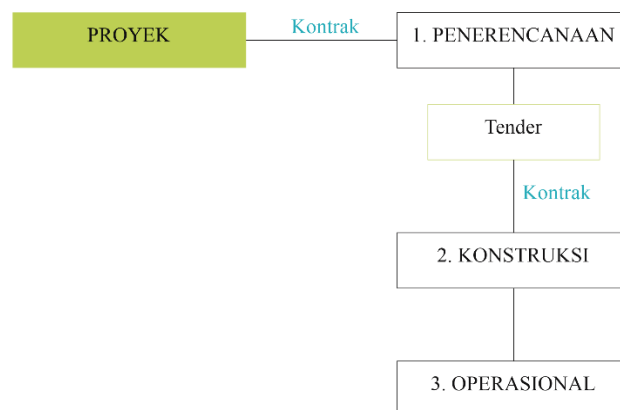 PROYEK
Kontrak
1. PENERENCANAAN
Tender
Kontrak
2. KONSTRUKSI
3. OPERASIONAL